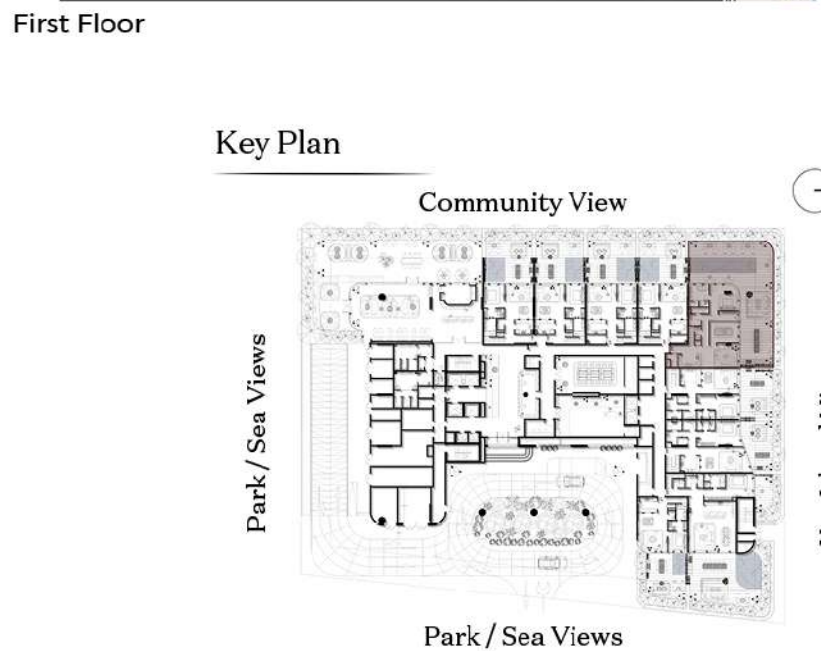 First Floor
Key Plan
Community View
Park / Sea Views
Park / Sea Views